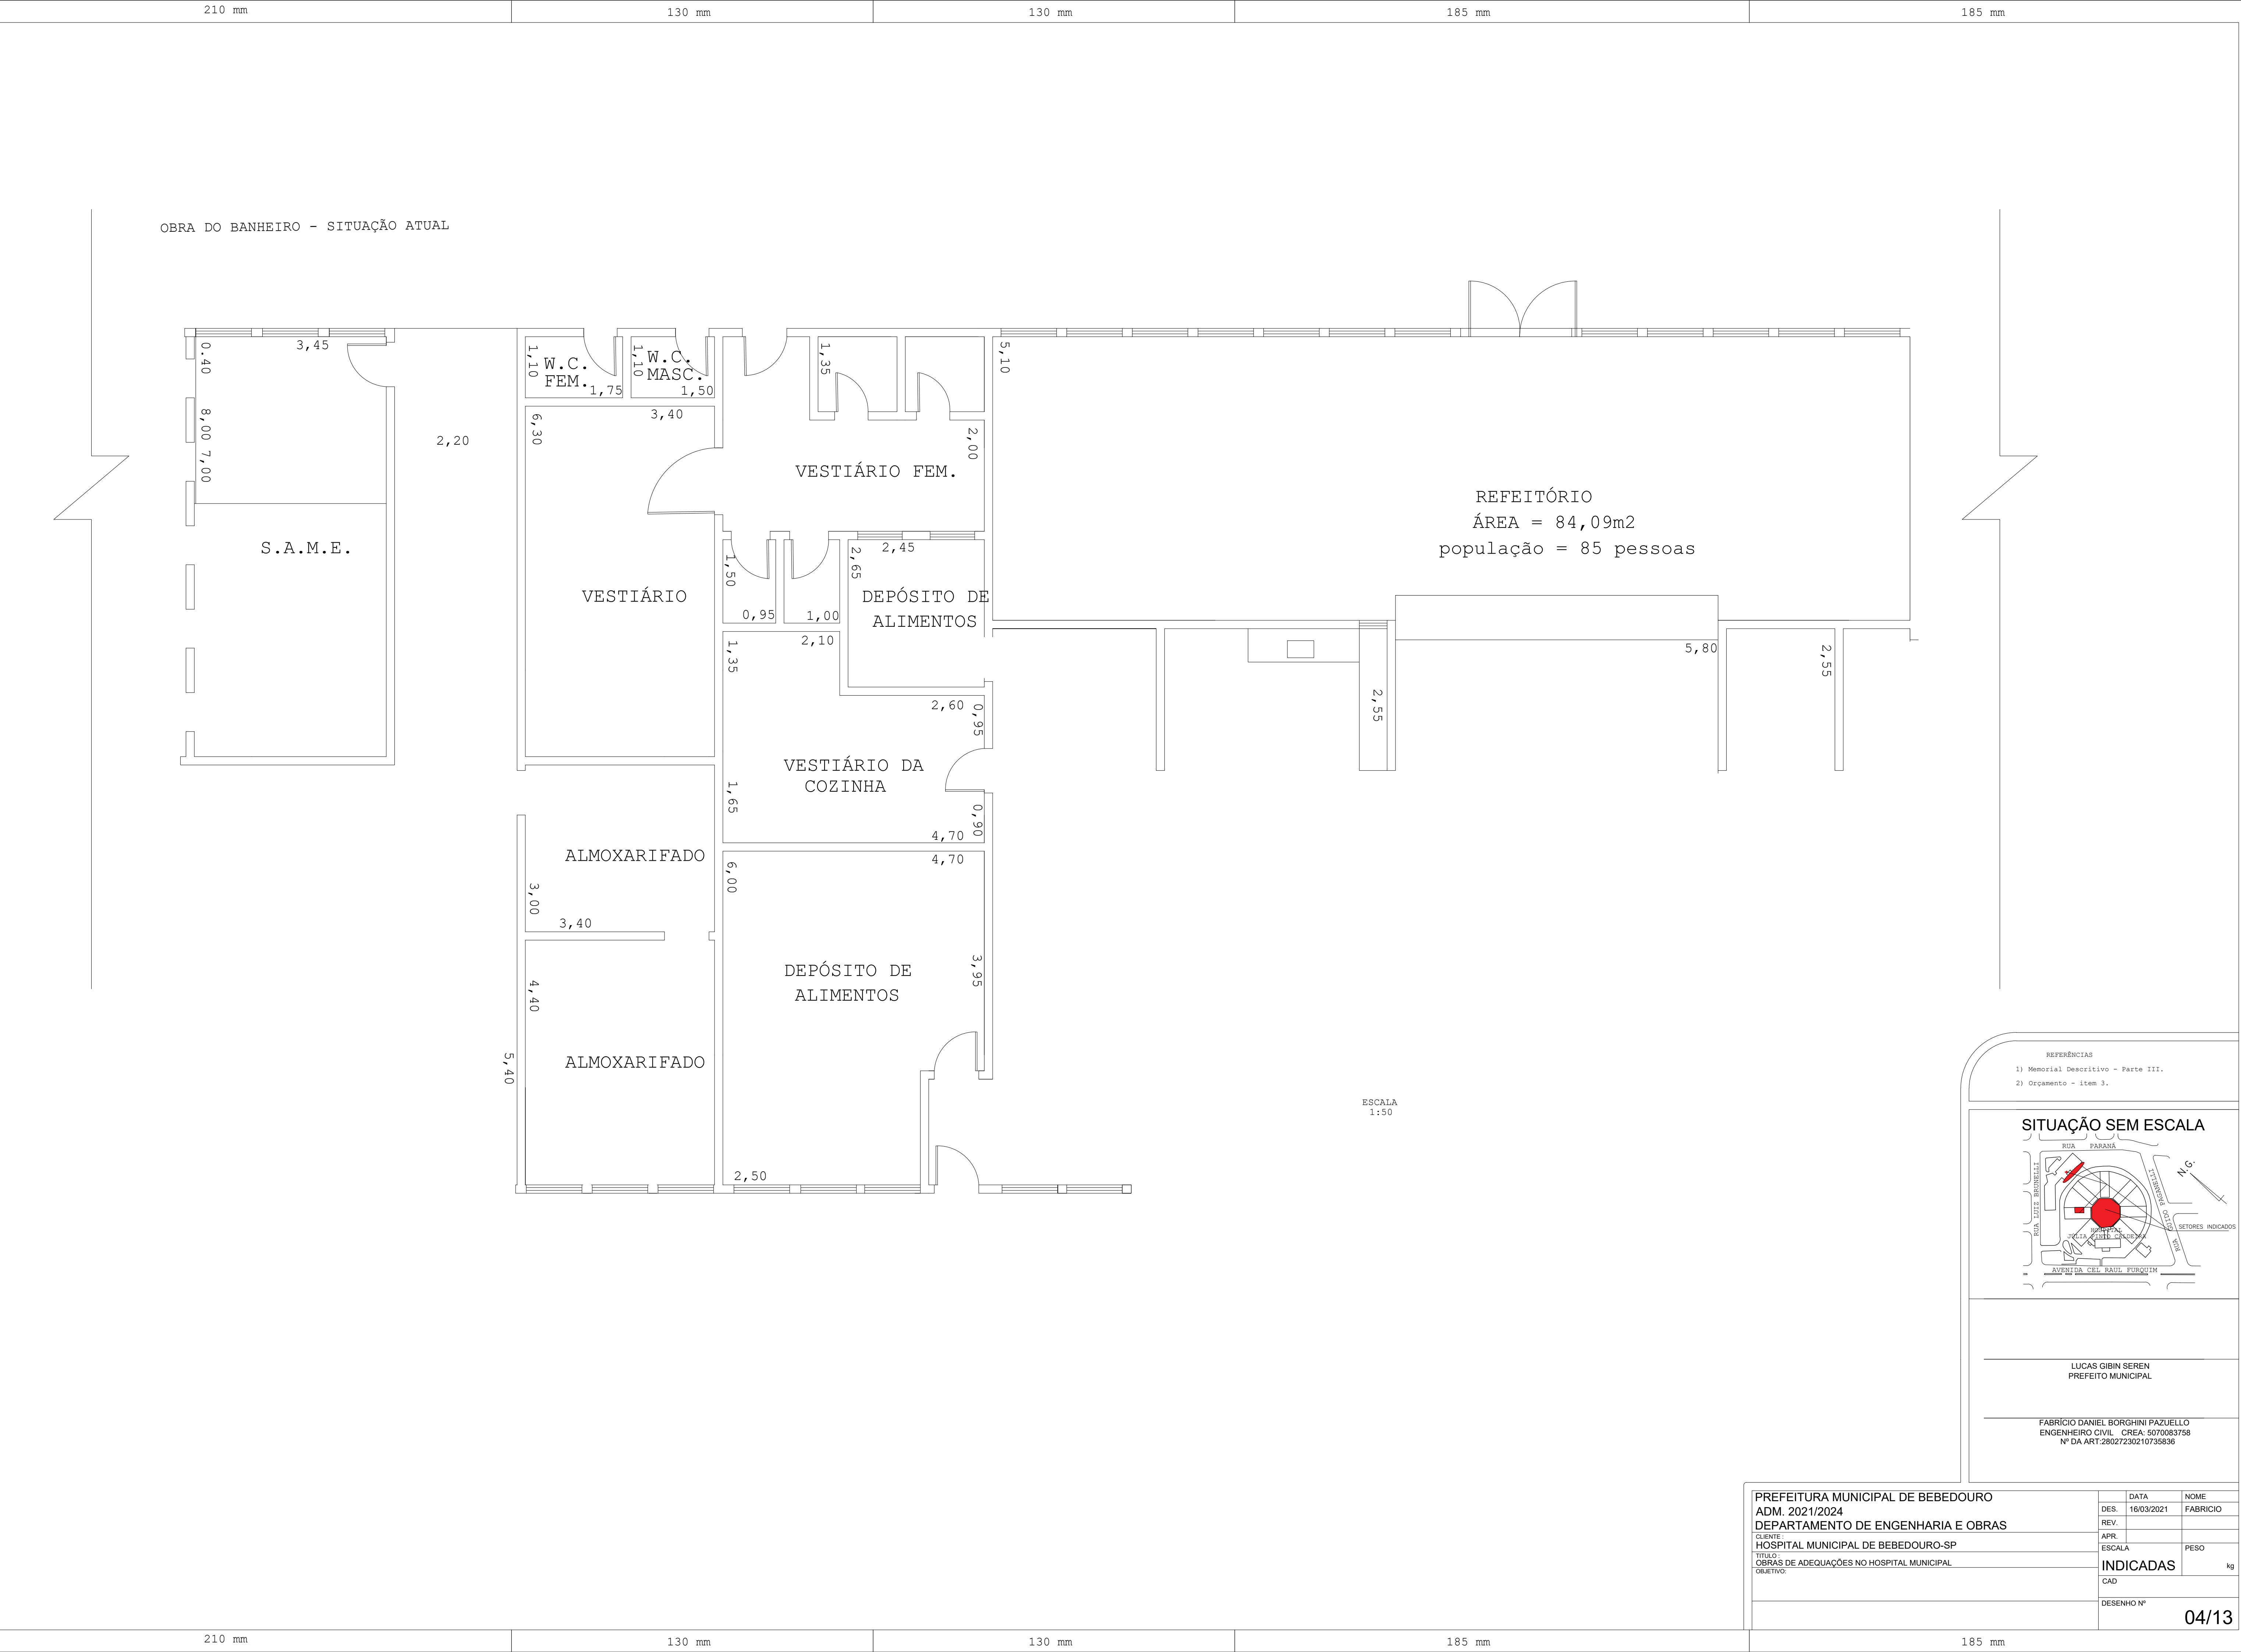 210 mm
130 mm
130 mm
185 mm
185 mm
OBRA DO BANHEIRO - SITUAÇÃO ATUAL
0.40
3,45
8,00
7,00
S.A.M.E.
2,20
1,10
W.C.
FEM.
1,75
1,10
W.C.
MASC.
1,50
3,40
6,30
VESTIÁRIO
1,35
2,00
VESTIÁRIO FEM.
1,50
0,95
1,00
2,65
2,45
DEPÓSITO DE
ALIMENTOS
5,10
REFEITÓRIO
ÁREA = 84,09m2
população = 85 pessoas
5,80
2,55
2,55
2,10
1,35
2,60
0,95
VESTIÁRIO DA
COZINHA
1,65
0,90
4,70
4,70
6,00
ALMOXARIFADO
3,00
3,40
DEPÓSITO DE
ALIMENTOS
3,95
4,40
ALMOXARIFADO
5,40
2,50
ESCALA
1:50
REFERÊNCIAS
1) Memorial Descritivo - Parte III.
2) Orçamento - item 3.
SITUAÇÃO SEM ESCALA
RUA PARANÁ
RUA LUIZ BRUNELLI
N.G.
RUA GUIDO PAGANELLI
SETORES INDICADOS
HOSPITAL
JULIA PINTO CALDEIRA
AVENIDA CEL RAUL FURQUIM
LUCAS GIBIN SEREN
PREFEITO MUNICIPAL
FABRÍCIO DANIEL BORGHINI PAZUELLO
ENGENHEIRO CIVIL CREA: 5070083758
Nº DA ART:28027230210735836
PREFEITURA MUNICIPAL DE BEBEDOURO
ADM. 2021/2024
DEPARTAMENTO DE ENGENHARIA E OBRAS
CLIENTE :
HOSPITAL MUNICIPAL DE BEBEDOURO-SP
TITULO :
OBRAS DE ADEQUAÇÕES NO HOSPITAL MUNICIPAL
OBJETIVO:
DATA NOME
DES. 16/03/2021 FABRICIO
REV.
APR.
ESCALA PESO
INDICADAS kg
CAD
DESENHO Nº
04/13
210 mm
130 mm
130 mm
185 mm
185 mm